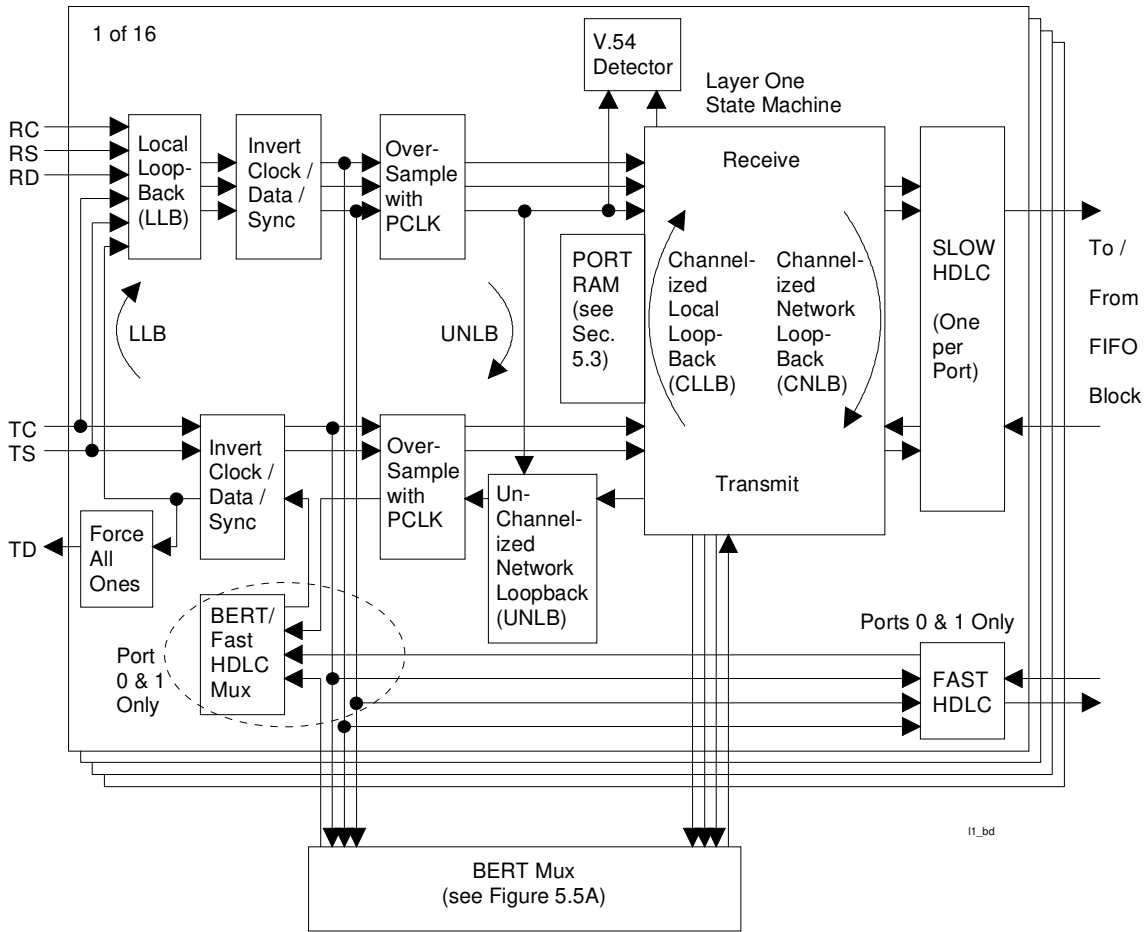 1 of 16
V.54
Detector
Layer One
State Machine
RC
RS
RD
Local
Loop-
Back
(LLB)
Invert
Clock /
Data /
Sync
Over-
Sample
with
PCLK
Receive
SLOW
HDLC
(One
per
Port)
To /
From
FIFO
Block
PORT
RAM
(see
Sec.
5.3)
Channel-
ized
Local
Loop-
Back
(CLLB)
Channel-
ized
Network
Loop-
Back
(CNLB)
LLB
UNLB
TC
TS
TD
Invert
Clock /
Data /
Sync
Over-
Sample
with
PCLK
Un-
Channel-
ized
Network
Loopback
(UNLB)
Transmit
Force
All
Ones
BERT/
Fast
HDLC
Mux
Port
0 & 1
Only
Ports 0 & 1 Only
FAST
HDLC
l1_bd
BERT Mux
(see Figure 5.5A)